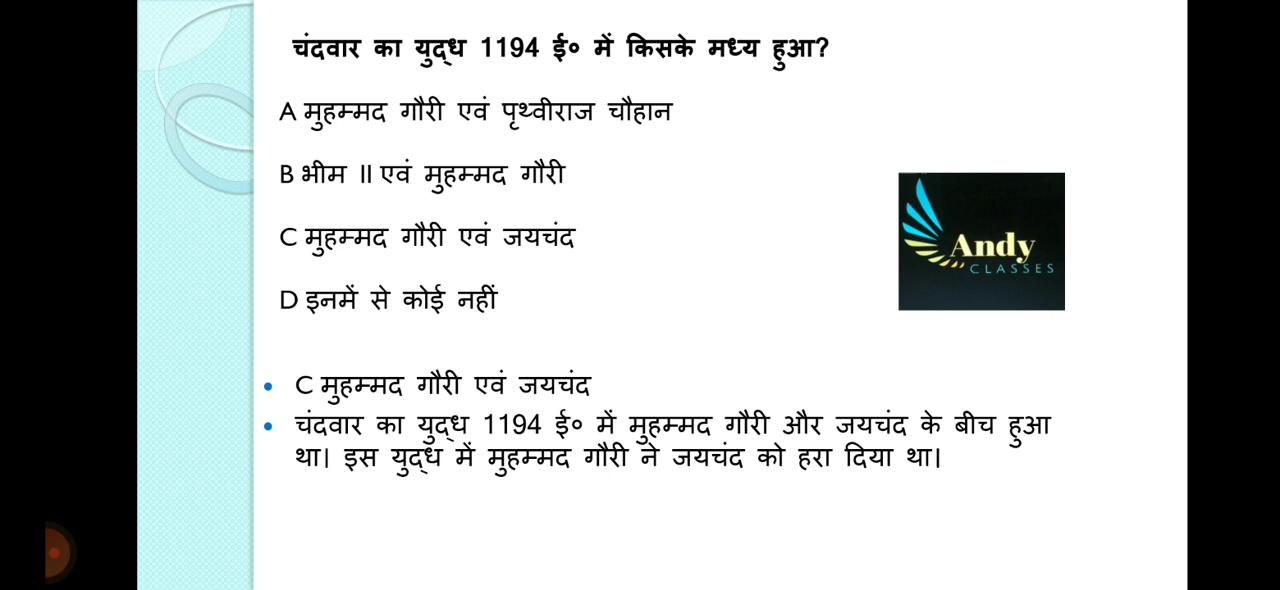 चंदवार का युद्ध 1194 ई० में किसके मध्य हुआ?
A मुहम्मद गौरी एवं पृथ्वीराज चौहान
B भीम II एवं मुहम्मद गौरी
C मुहम्मद गौरी एवं जयचंद
D इनमें से कोई नहीं
Andy
CLASSES
• C मुहम्मद गौरी एवं जयचंद
• चंदवार का युद्ध 1194 ई० में मुहम्मद गौरी और जयचंद के बीच हुआ
था। इस युद्ध में मुहम्मद गौरी ने जयचंद को हरा दिया था।